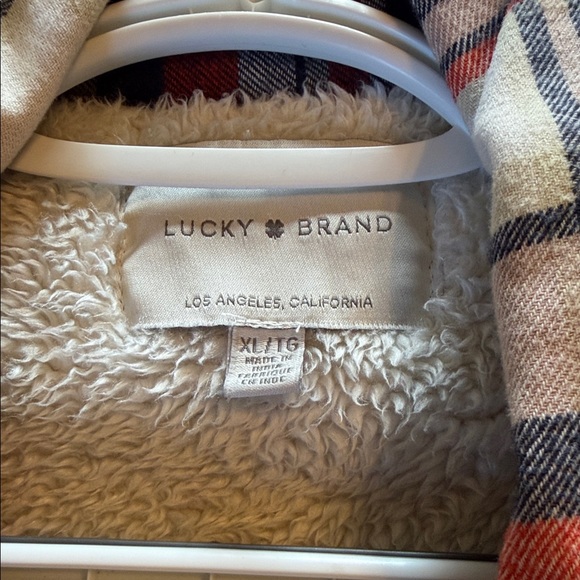 LUCKY BRAND
LOS ANGELES, CALIFORNIA
XL/TG
MADE IN
INDIA
FABRIQUE
EN INDE